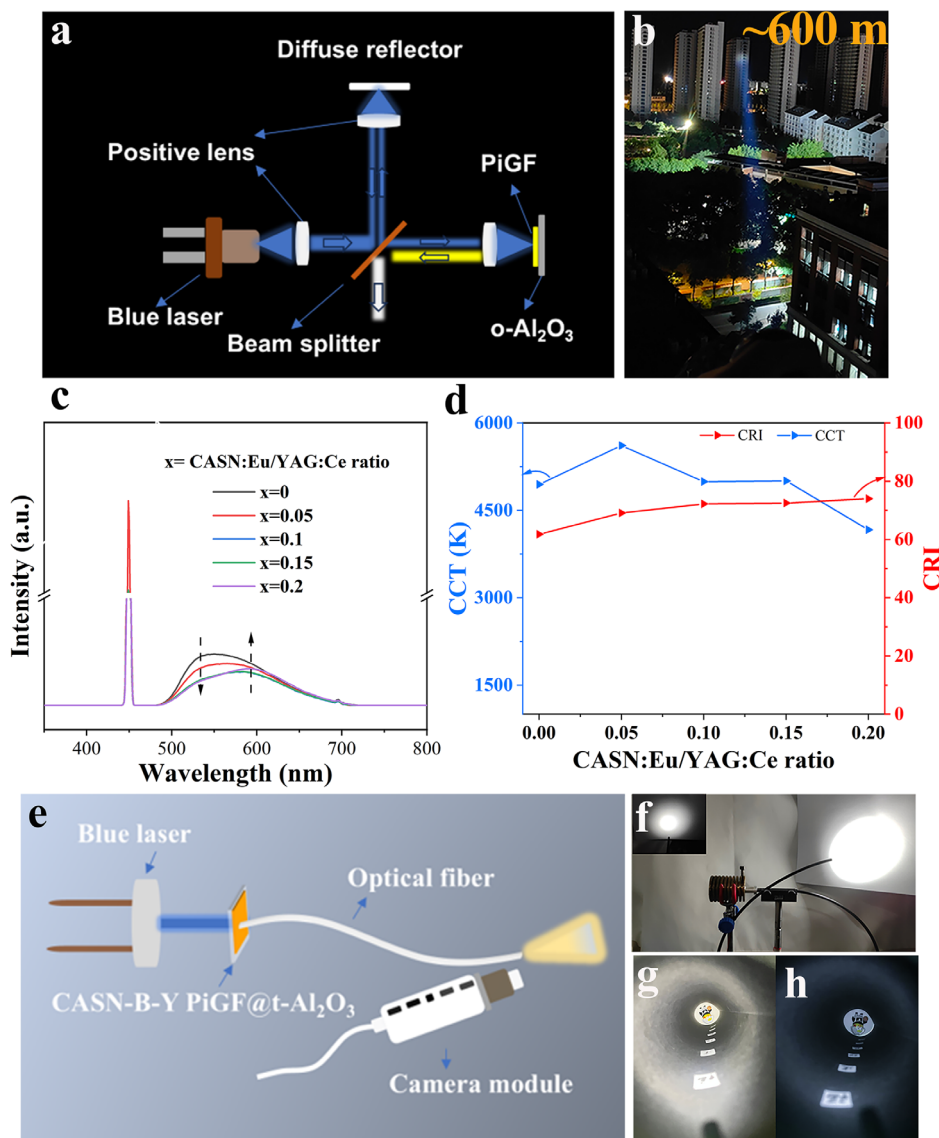 a
Diffuse reflector
Positive lens
PiGF
Blue laser
Beam splitter
o-Al₂O₃
b
~600 m
c
x= CASN:Eu/YAG:Ce ratio
x=0
x=0.05
x=0.1
x=0.15
x=0.2
Intensity (a.u.)
400
500
600
700
800
Wavelength (nm)
d
CRI
CCT
6000
4500
3000
1500
CCT (K)
100
80
60
40
20
0
CRI
0.00
0.05
0.10
0.15
0.20
CASN:Eu/YAG:Ce ratio
e
Blue laser
Optical fiber
CASN-B-Y PiGF@t-Al₂O₃
Camera module
f
g
h